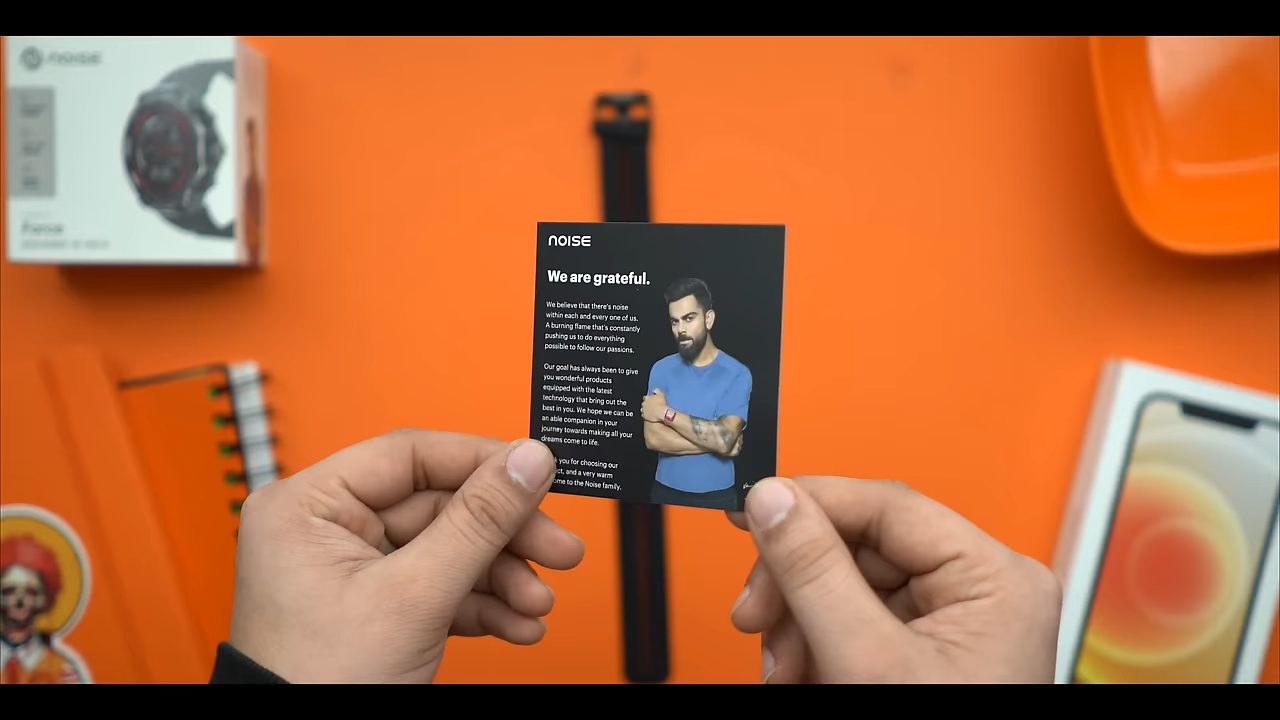 noise
Force
noise
We are grateful.
We believe that there's noise
within each and every one of us.
A burning flame that's constantly
pushing us to do everything
possible to follow our passions.
Our goal has always been to give
you wonderful products
equipped with the latest
technology that bring out the
best in you. We hope we can be
an able companion in your
journey towards making all your
dreams come to life.
you for choosing our
and a very warm
to the Noise family.